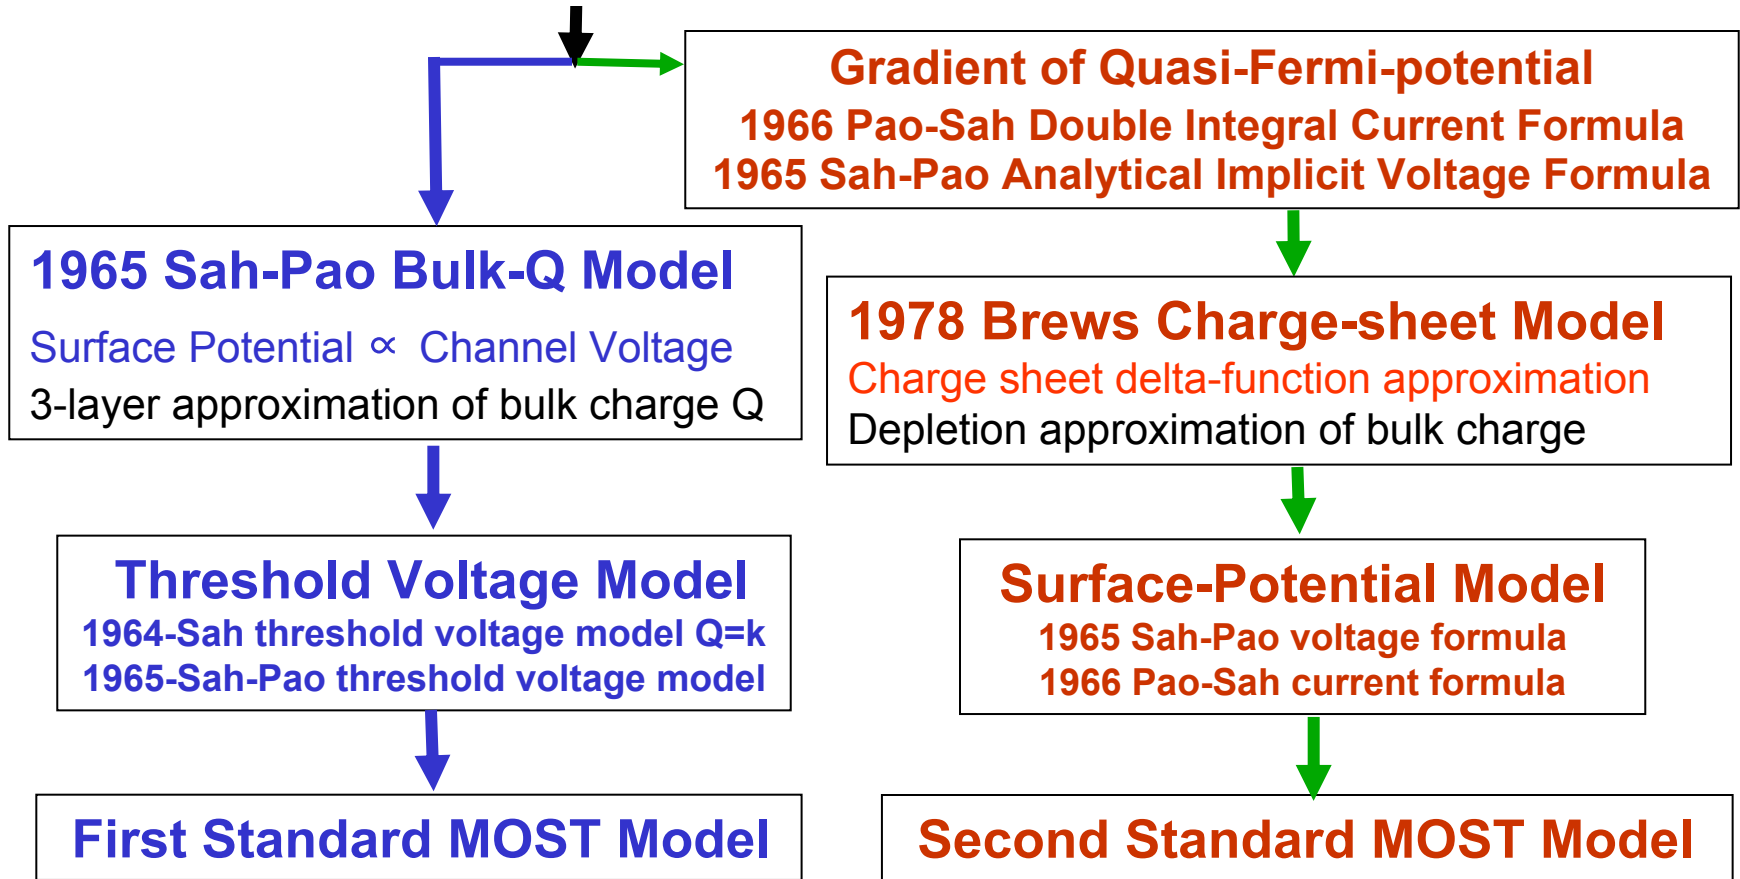 Gradient of Quasi-Fermi-potential
1966 Pao-Sah Double Integral Current Formula
1965 Sah-Pao Analytical Implicit Voltage Formula
1965 Sah-Pao Bulk-Q Model
Surface Potential ∝ Channel Voltage
3-layer approximation of bulk charge Q
1978 Brews Charge-sheet Model
Charge sheet delta-function approximation
Depletion approximation of bulk charge
Threshold Voltage Model
1964-Sah threshold voltage model Q=k
1965-Sah-Pao threshold voltage model
Surface-Potential Model
1965 Sah-Pao voltage formula
1966 Pao-Sah current formula
First Standard MOST Model
Second Standard MOST Model